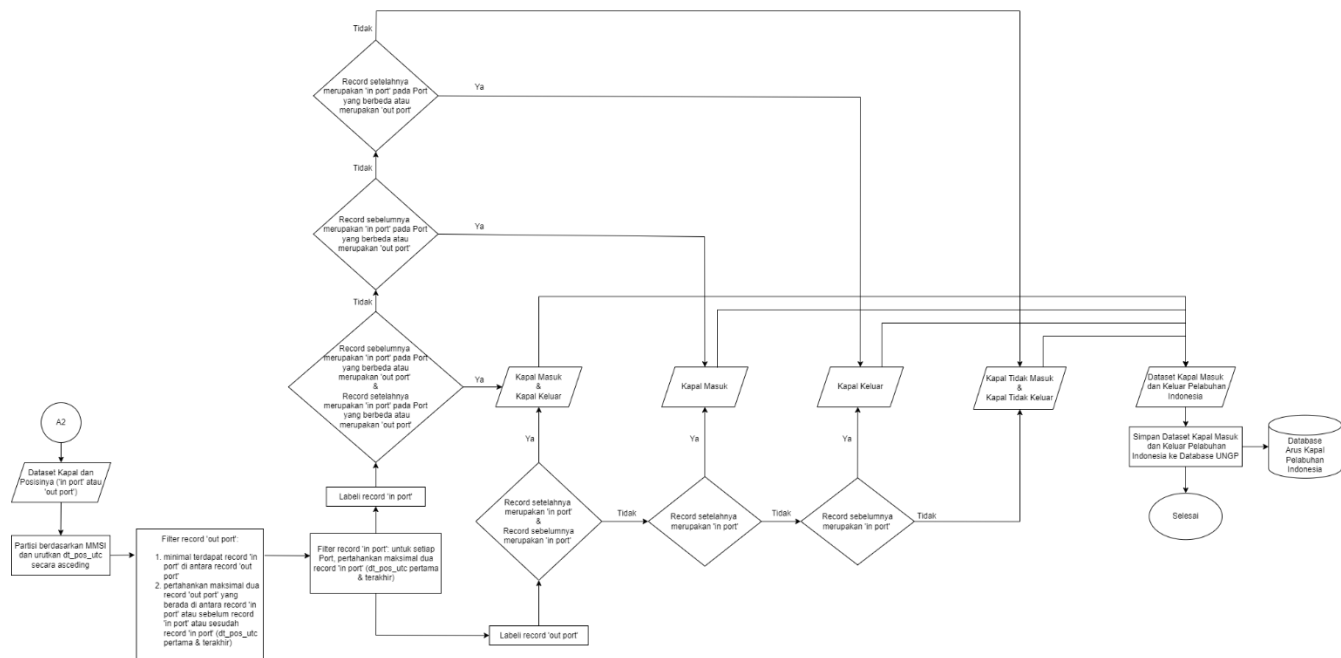 Tidak
Record setelahnya
merupakan 'in port' pada Port
yang berbeda atau
merupakan 'out port'
Ya
Tidak
Record sebelumnya
merupakan 'in port' pada Port
yang berbeda atau
merupakan 'out port'
Ya
Tidak
Record sebelumnya
merupakan 'in port' pada Port
yang berbeda atau
merupakan 'out port'
&
Record setelahnya
merupakan 'in port' pada Port
yang berbeda atau
merupakan 'out port'
Ya
Kapal Masuk
&
Kapal Keluar
Kapal Masuk
Kapal Keluar
Kapal Tidak Masuk
&
Kapal Tidak Keluar
Dataset Kapal Masuk
dan Keluar Pelabuhan
Indonesia
A2
Dataset Kapal dan
Posisinya ('in port' atau
'out port')
Partisi berdasarkan MMSI
dan urutkan dt_pos_utc
secara asceding
Filter record 'out port':
1. minimal terdapat record 'in
port' di antara record 'out
port'
2. pertahankan maksimal dua
record 'out port' yang
berada di antara record 'in
port' atau sebelum record
'in port' atau sesudah
record 'in port' (dt_pos_utc
pertama & terakhir)
Labeli record 'in port'
Filter record 'in port': untuk setiap
Port, pertahankan maksimal dua
record 'in port' (dt_pos_utc pertama
& terakhir)
Labeli record 'out port'
Ya
Record setelahnya
merupakan 'in port'
&
Record sebelumnya
merupakan 'in port'
Tidak
Ya
Record setelahnya
merupakan 'in port'
Tidak
Ya
Record sebelumnya
merupakan 'in port'
Tidak
Simpan Dataset Kapal Masuk
dan Keluar Pelabuhan
Indonesia ke Database UNGP
Database
Arus Kapal
Pelabuhan
Indonesia
Selesai